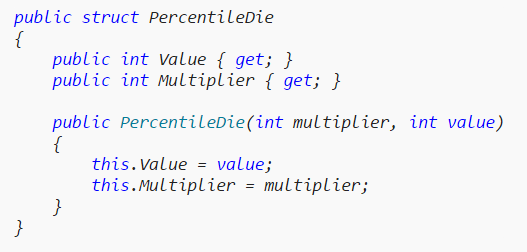 public struct PercentileDie
{
    public int Value { get; }
    public int Multiplier { get; }

    public PercentileDie(int multiplier, int value)
    {
        this.Value = value;
        this.Multiplier = multiplier;
    }
}